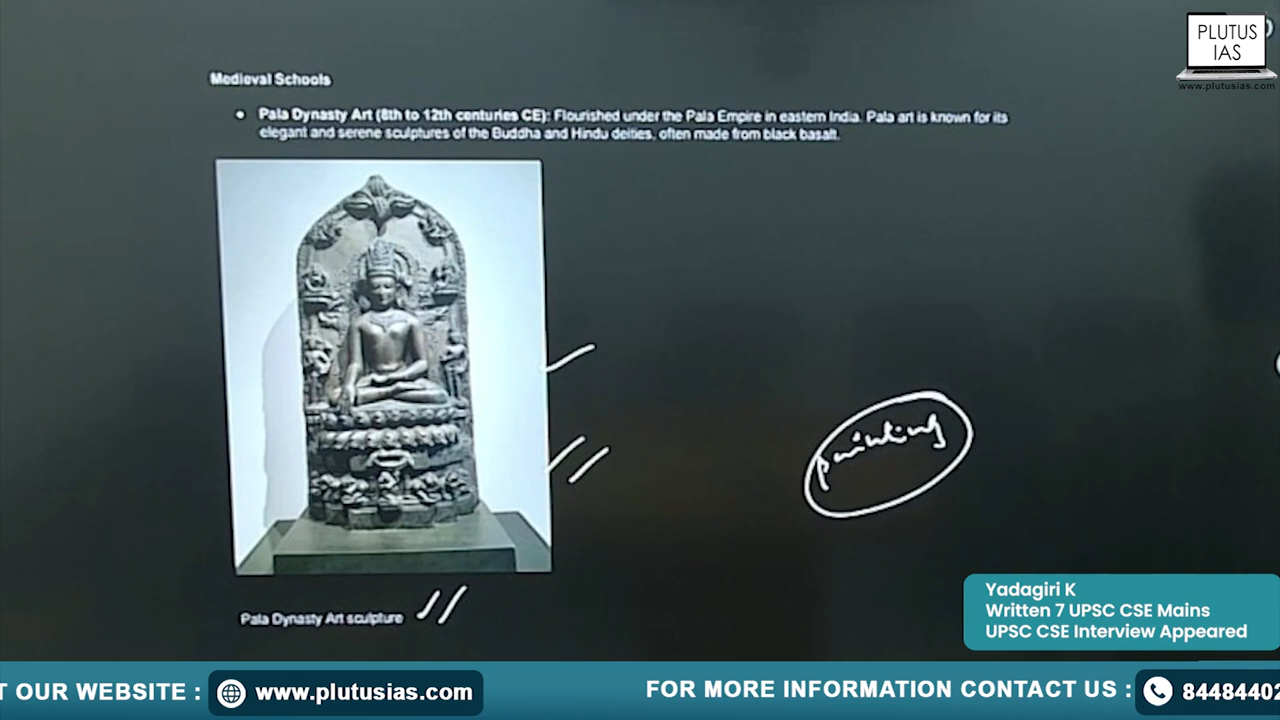 PLUTUS
IAS
www.plutusias.com
Medieval Schools
• Pala Dynasty Art (8th to 12th centuries CE): Flourished under the Pala Empire in eastern India. Pala art is known for its
elegant and serene sculptures of the Buddha and Hindu deities, often made from black basalt.
painting
Pala Dynasty Art sculpture
Yadagiri K
Written 7 UPSC CSE Mains
UPSC CSE Interview Appeared
T OUR WEBSITE : www.plutusias.com FOR MORE INFORMATION CONTACT US : 84484402